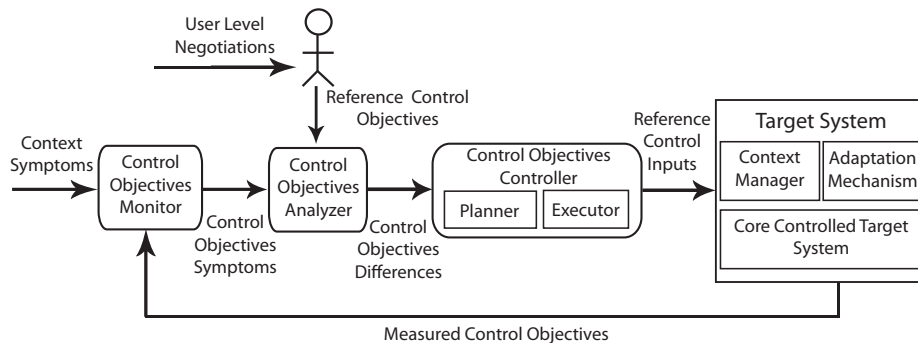 User Level
Negotiations
Reference Control
Objectives
Context
Symptoms
Control
Objectives
Monitor
Control
Objectives
Symptoms
Control
Objectives
Analyzer
Control
Objectives
Differences
Control Objectives
Controller
Planner
Executor
Reference
Control
Inputs
Target System
Context
Manager
Adaptation
Mechanism
Core Controlled Target
System
Measured Control Objectives